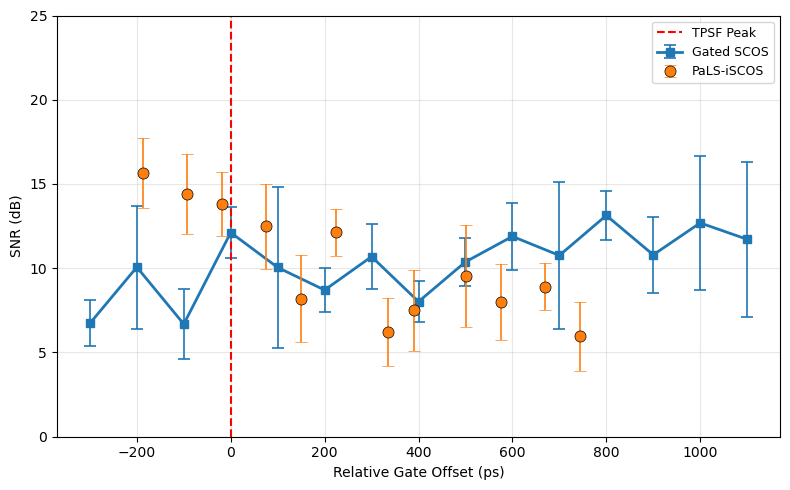 25
20
15
10
5
0
SNR (dB)
TPSF Peak
Gated SCOS
PaLS-iSCOS
−200
0
200
400
600
800
1000
Relative Gate Offset (ps)